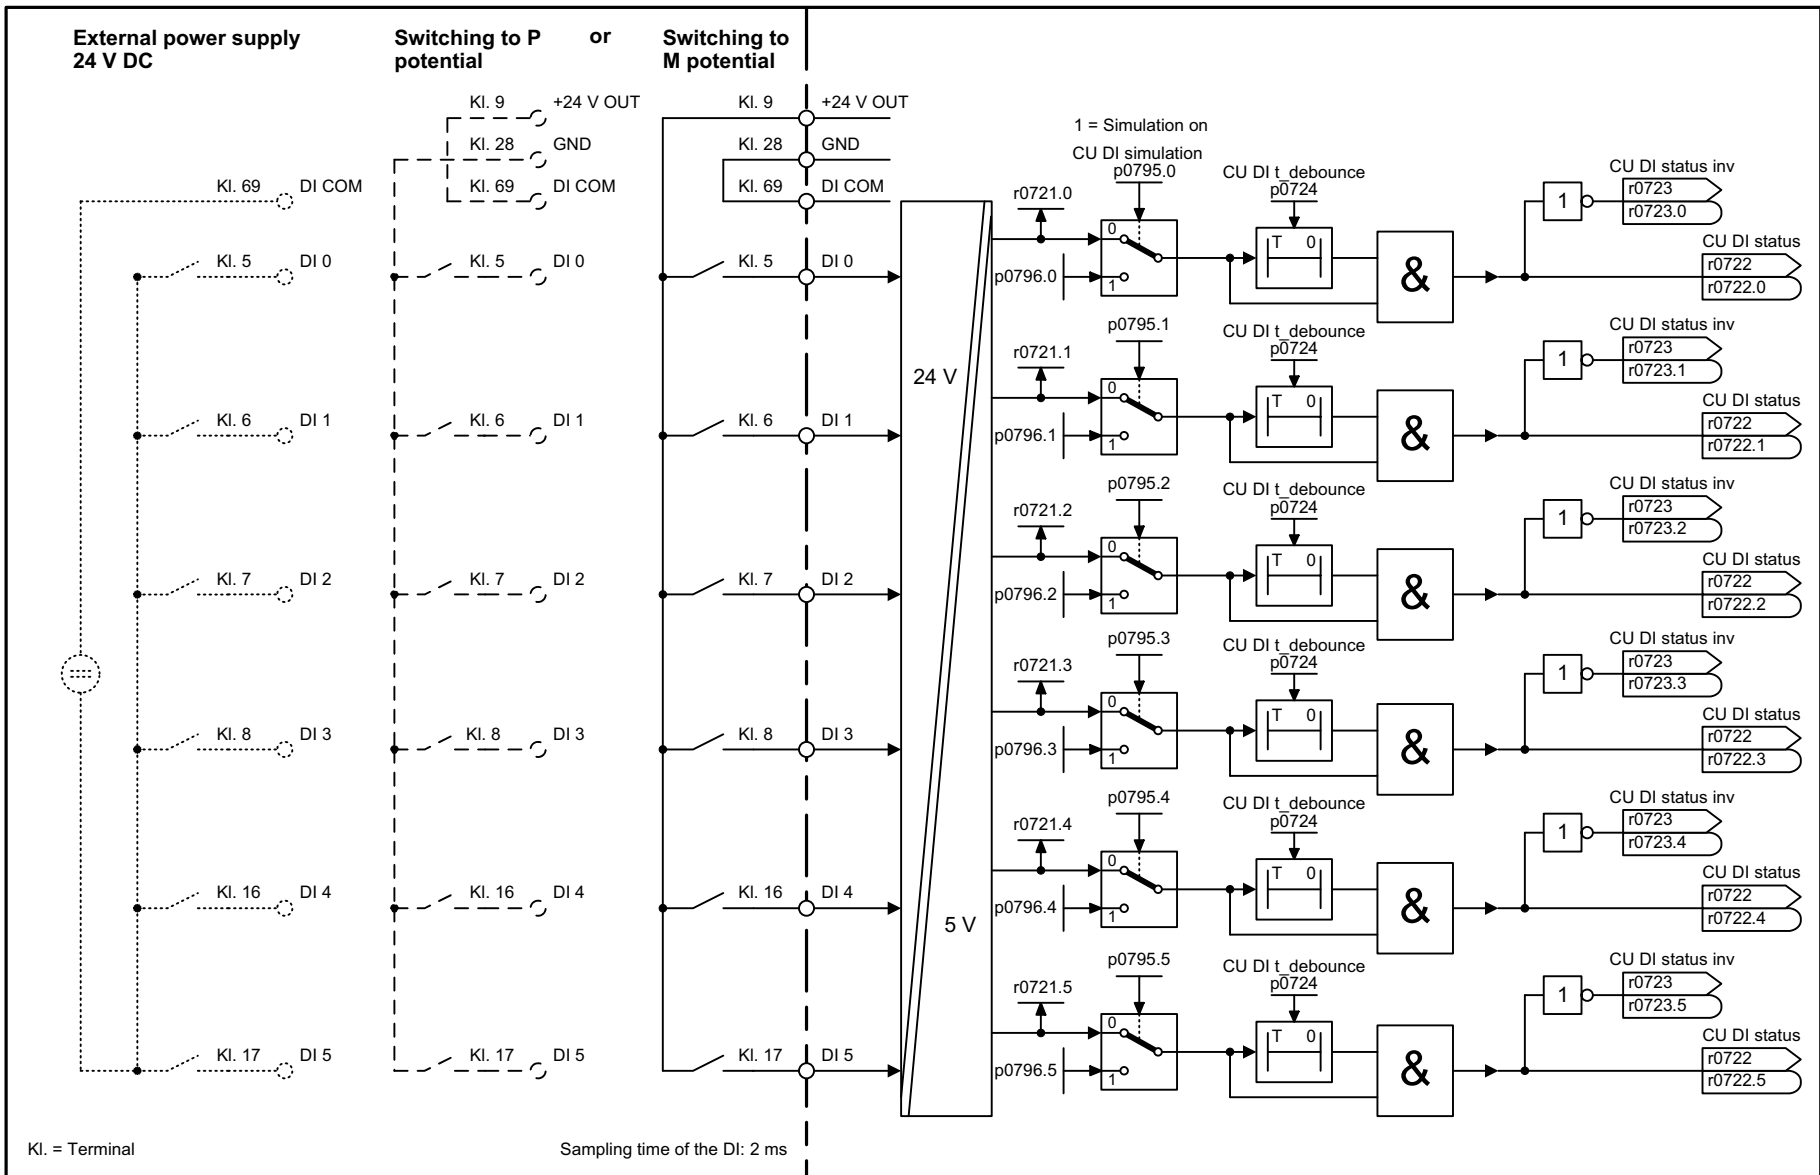 External power supply
24 V DC
Switching to P
potential
or
Switching to
M potential
Kl. 9 +24 V OUT
Kl. 28 GND
Kl. 69 DI COM
Kl. 9 +24 V OUT
Kl. 28 GND
Kl. 69 DI COM
Kl. 69 DI COM
Kl. 5 DI 0
Kl. 5 DI 0
Kl. 5 DI 0
Kl. 6 DI 1
Kl. 6 DI 1
Kl. 6 DI 1
Kl. 7 DI 2
Kl. 7 DI 2
Kl. 7 DI 2
Kl. 8 DI 3
Kl. 8 DI 3
Kl. 8 DI 3
Kl. 16 DI 4
Kl. 16 DI 4
Kl. 16 DI 4
Kl. 17 DI 5
Kl. 17 DI 5
Kl. 17 DI 5
24 V
5 V
1 = Simulation on
CU DI simulation
p0795.0
r0721.0
0
p0796.0
1
CU DI t_debounce
p0724
T 0
&
1
CU DI status inv
r0723
r0723.0
CU DI status
r0722
r0722.0
p0795.1
r0721.1
0
p0796.1
1
CU DI t_debounce
p0724
T 0
&
1
CU DI status inv
r0723
r0723.1
CU DI status
r0722
r0722.1
p0795.2
r0721.2
0
p0796.2
1
CU DI t_debounce
p0724
T 0
&
1
CU DI status inv
r0723
r0723.2
CU DI status
r0722
r0722.2
p0795.3
r0721.3
0
p0796.3
1
CU DI t_debounce
p0724
T 0
&
1
CU DI status inv
r0723
r0723.3
CU DI status
r0722
r0722.3
p0795.4
r0721.4
0
p0796.4
1
CU DI t_debounce
p0724
T 0
&
1
CU DI status inv
r0723
r0723.4
CU DI status
r0722
r0722.4
p0795.5
r0721.5
0
p0796.5
1
CU DI t_debounce
p0724
T 0
&
1
CU DI status inv
r0723
r0723.5
CU DI status
r0722
r0722.5
Kl. = Terminal
Sampling time of the DI: 2 ms